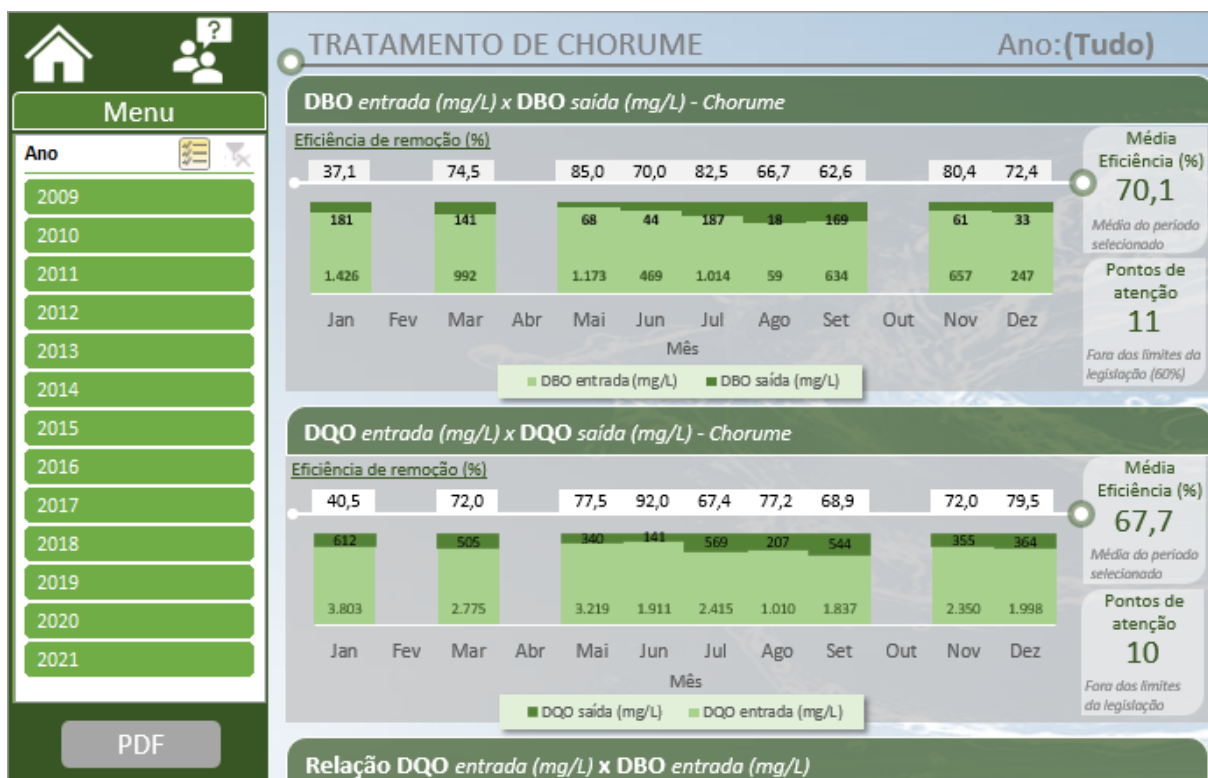 ?
Menu
Ano
2009
2010
2011
2012
2013
2014
2015
2016
2017
2018
2019
2020
2021
PDF
TRATAMENTO DE CHORUME
Ano:(Tudo)
DBO entrada (mg/L) x DBO saída (mg/L) - Chorume
Eficiência de remoção (%)
37,1 74,5 85,0 70,0 82,5 66,7 62,6 80,4 72,4
181 141 68 44 187 18 169 61 33
1.426 992 1.173 469 1.014 59 634 657 247
Jan Fev Mar Abr Mai Jun Jul Ago Set Out Nov Dez
Mês
DBO entrada (mg/L) DBO saída (mg/L)
Média
Eficiência (%)
70,1
Média do período
selecionado
Pontos de
atenção
11
Fora dos limites da
legislação (60%)
DQO entrada (mg/L) x DQO saída (mg/L) - Chorume
Eficiência de remoção (%)
40,5 72,0 77,5 92,0 67,4 77,2 68,9 72,0 79,5
612 505 340 141 569 207 544 355 364
3.803 2.775 3.219 1.911 2.415 1.010 1.837 2.350 1.998
Jan Fev Mar Abr Mai Jun Jul Ago Set Out Nov Dez
Mês
DQO saída (mg/L) DQO entrada (mg/L)
Média
Eficiência (%)
67,7
Média do período
selecionado
Pontos de
atenção
10
Fora dos limites
da legislação
Relação DQO entrada (mg/L) x DBO entrada (mg/L)